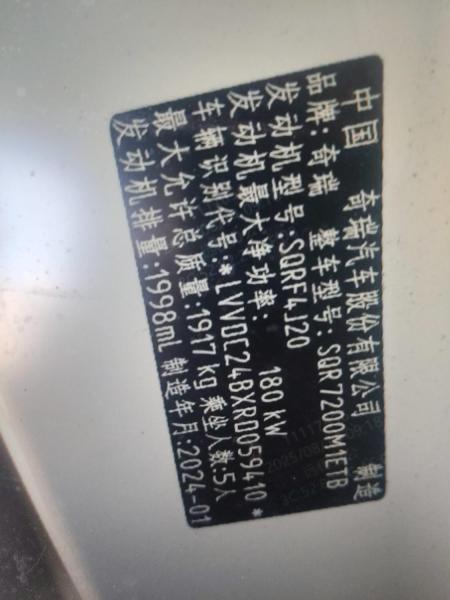 中国 奇瑞汽车股份有限公司 制造
品牌:奇瑞 整车型号:SQR7200M1ETB
发动机型号:SQRF4J20
发动机最大净功率: 180 kW
车辆识别代号:*LVVDC24BXRD059410*
最大允许总质量:1917 kg 乘坐人数:5人
发动机排量:1998mL 制造年月:2024-01